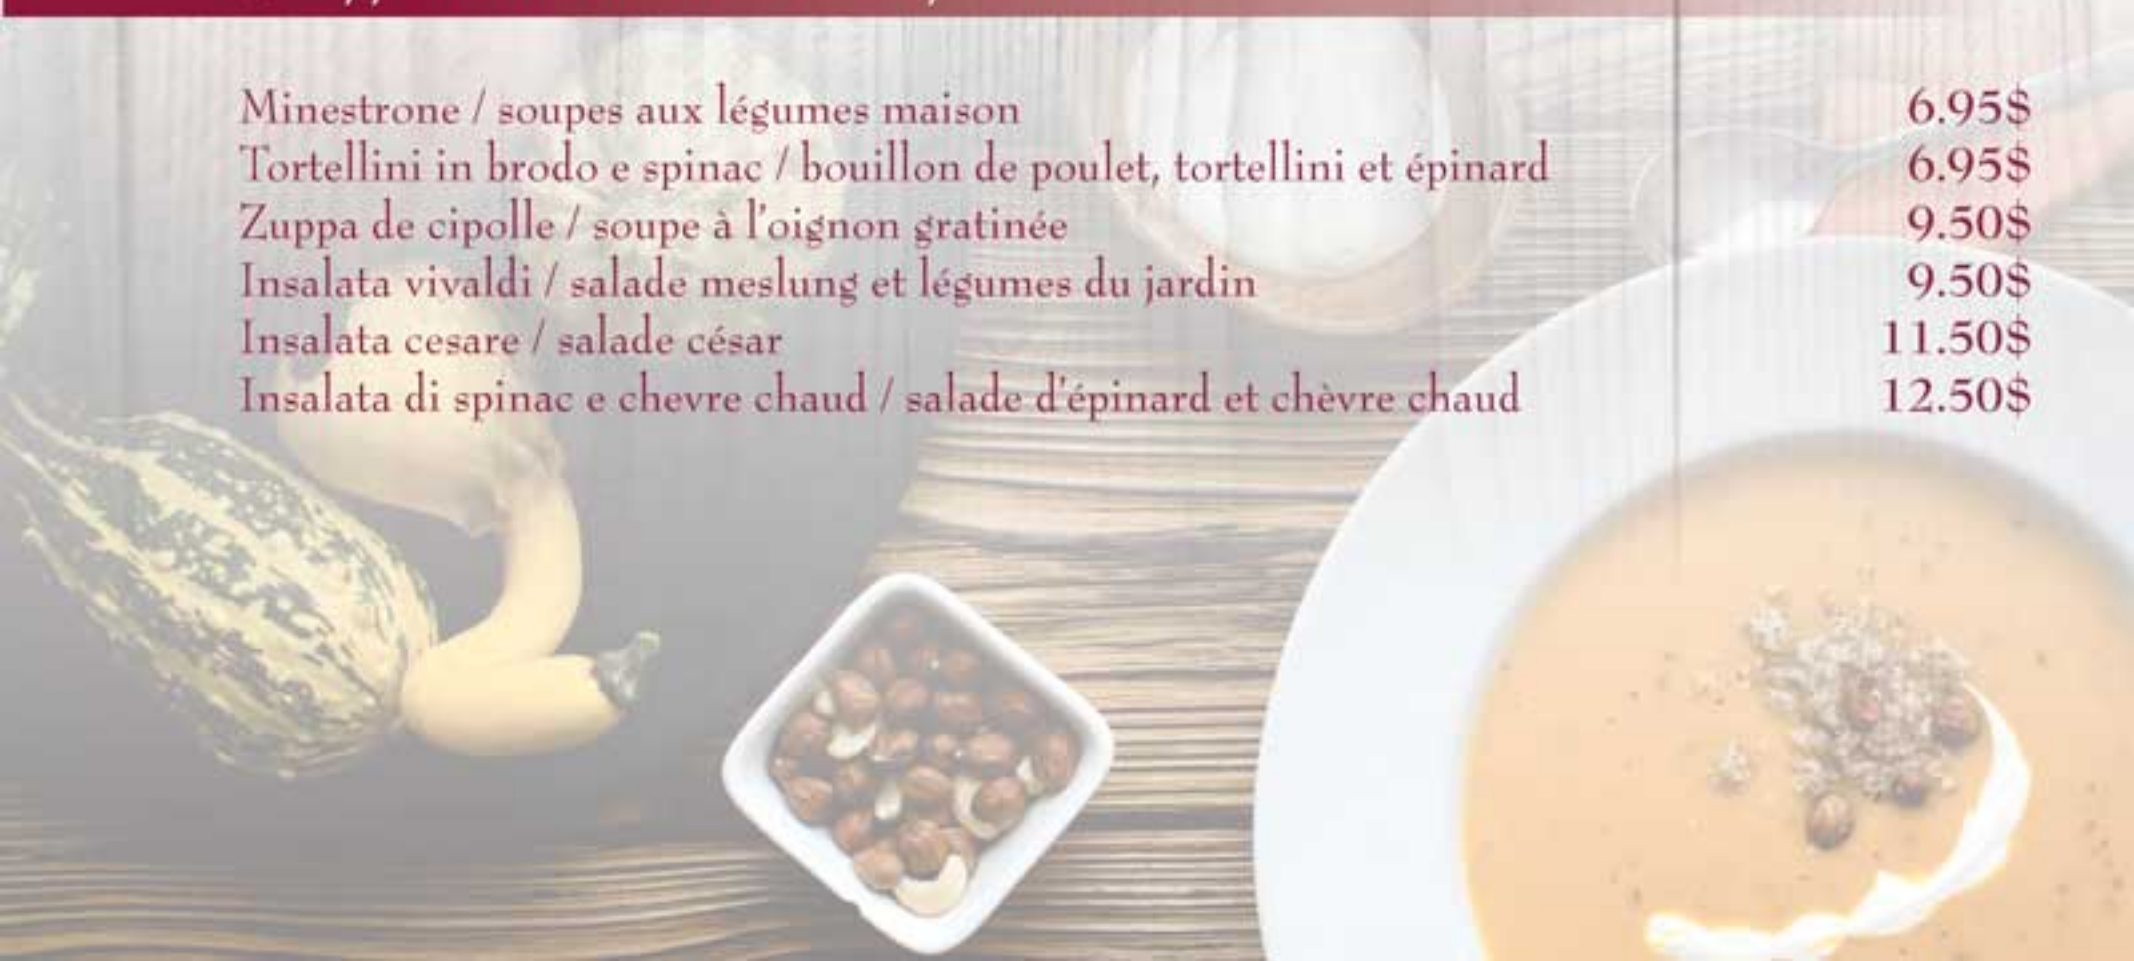 Minestrone / soupes aux légumes maison 6.95$
Tortellini in brodo e spinac / bouillon de poulet, tortellini et épinard 6.95$
Zuppa de cipolle / soupe à l'oignon gratinée 9.50$
Insalata vivaldi / salade meslung et légumes du jardin 9.50$
Insalata cesare / salade césar 11.50$
Insalata di spinac e chevre chaud / salade d'épinard et chèvre chaud 12.50$